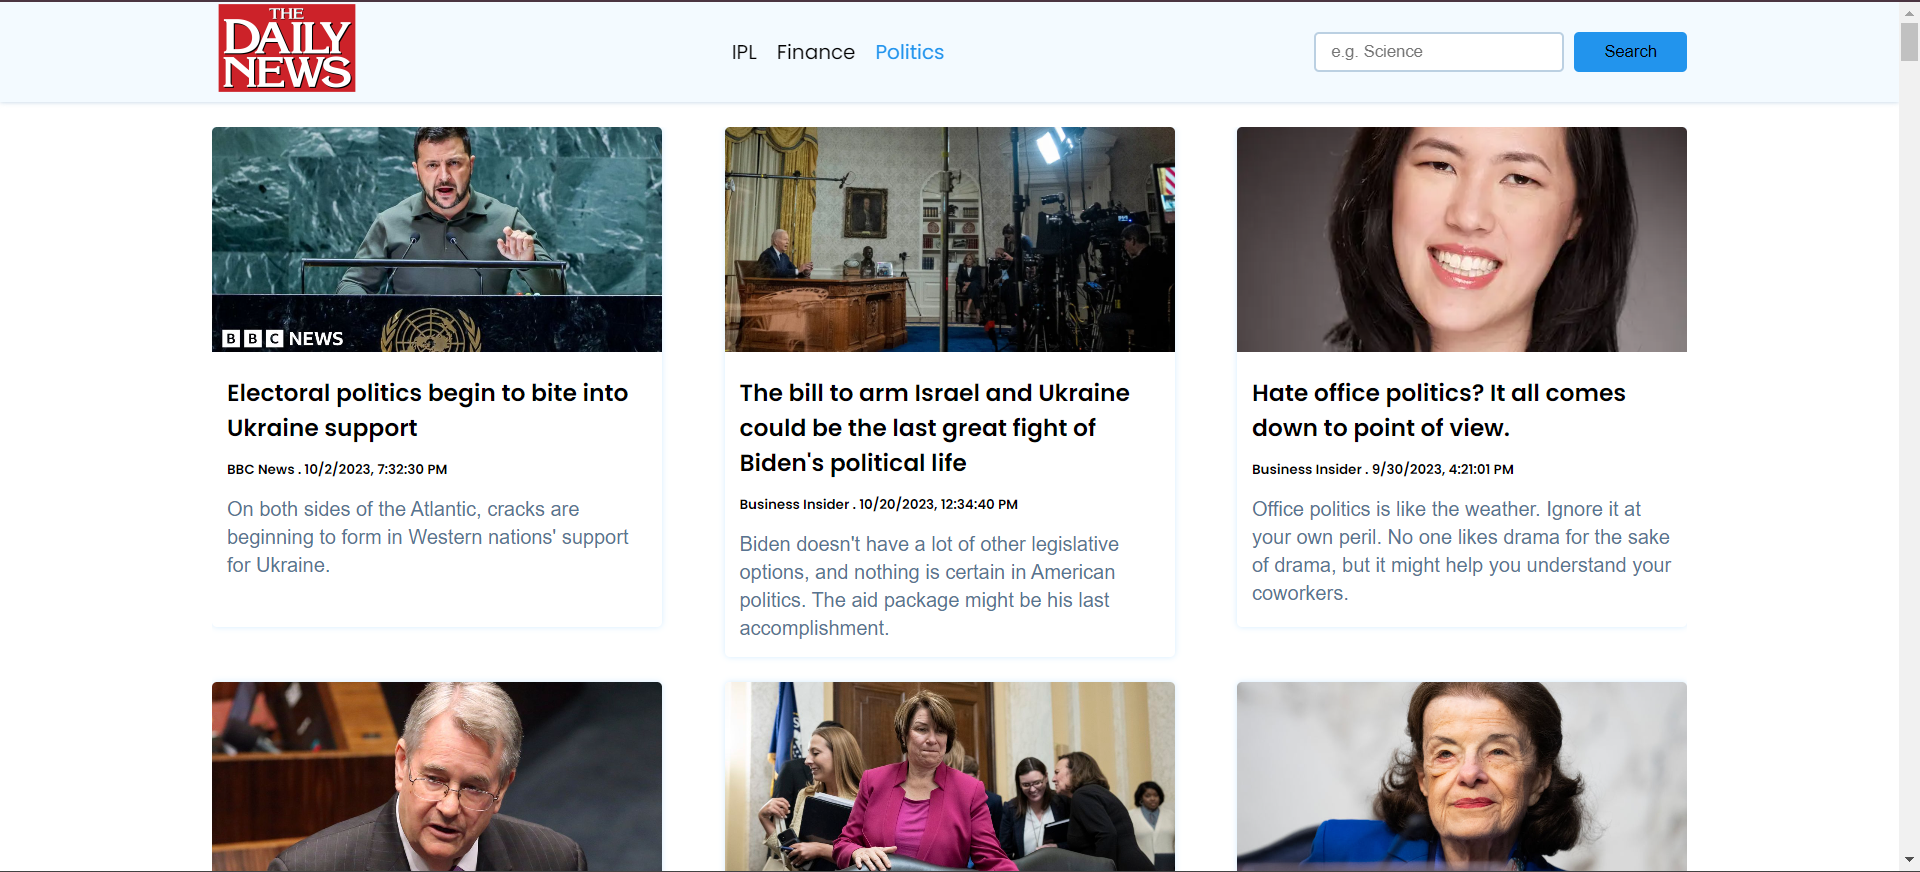 THE
DAILY
NEWS
IPL Finance Politics
e.g. Science
Search
BBC NEWS
Electoral politics begin to bite into
Ukraine support
BBC News . 10/2/2023, 7:32:30 PM
On both sides of the Atlantic, cracks are
beginning to form in Western nations' support
for Ukraine.
The bill to arm Israel and Ukraine
could be the last great fight of
Biden's political life
Business Insider . 10/20/2023, 12:34:40 PM
Biden doesn't have a lot of other legislative
options, and nothing is certain in American
politics. The aid package might be his last
accomplishment.
Hate office politics? It all comes
down to point of view.
Business Insider . 9/30/2023, 4:21:01 PM
Office politics is like the weather. Ignore it at
your own peril. No one likes drama for the sake
of drama, but it might help you understand your
coworkers.